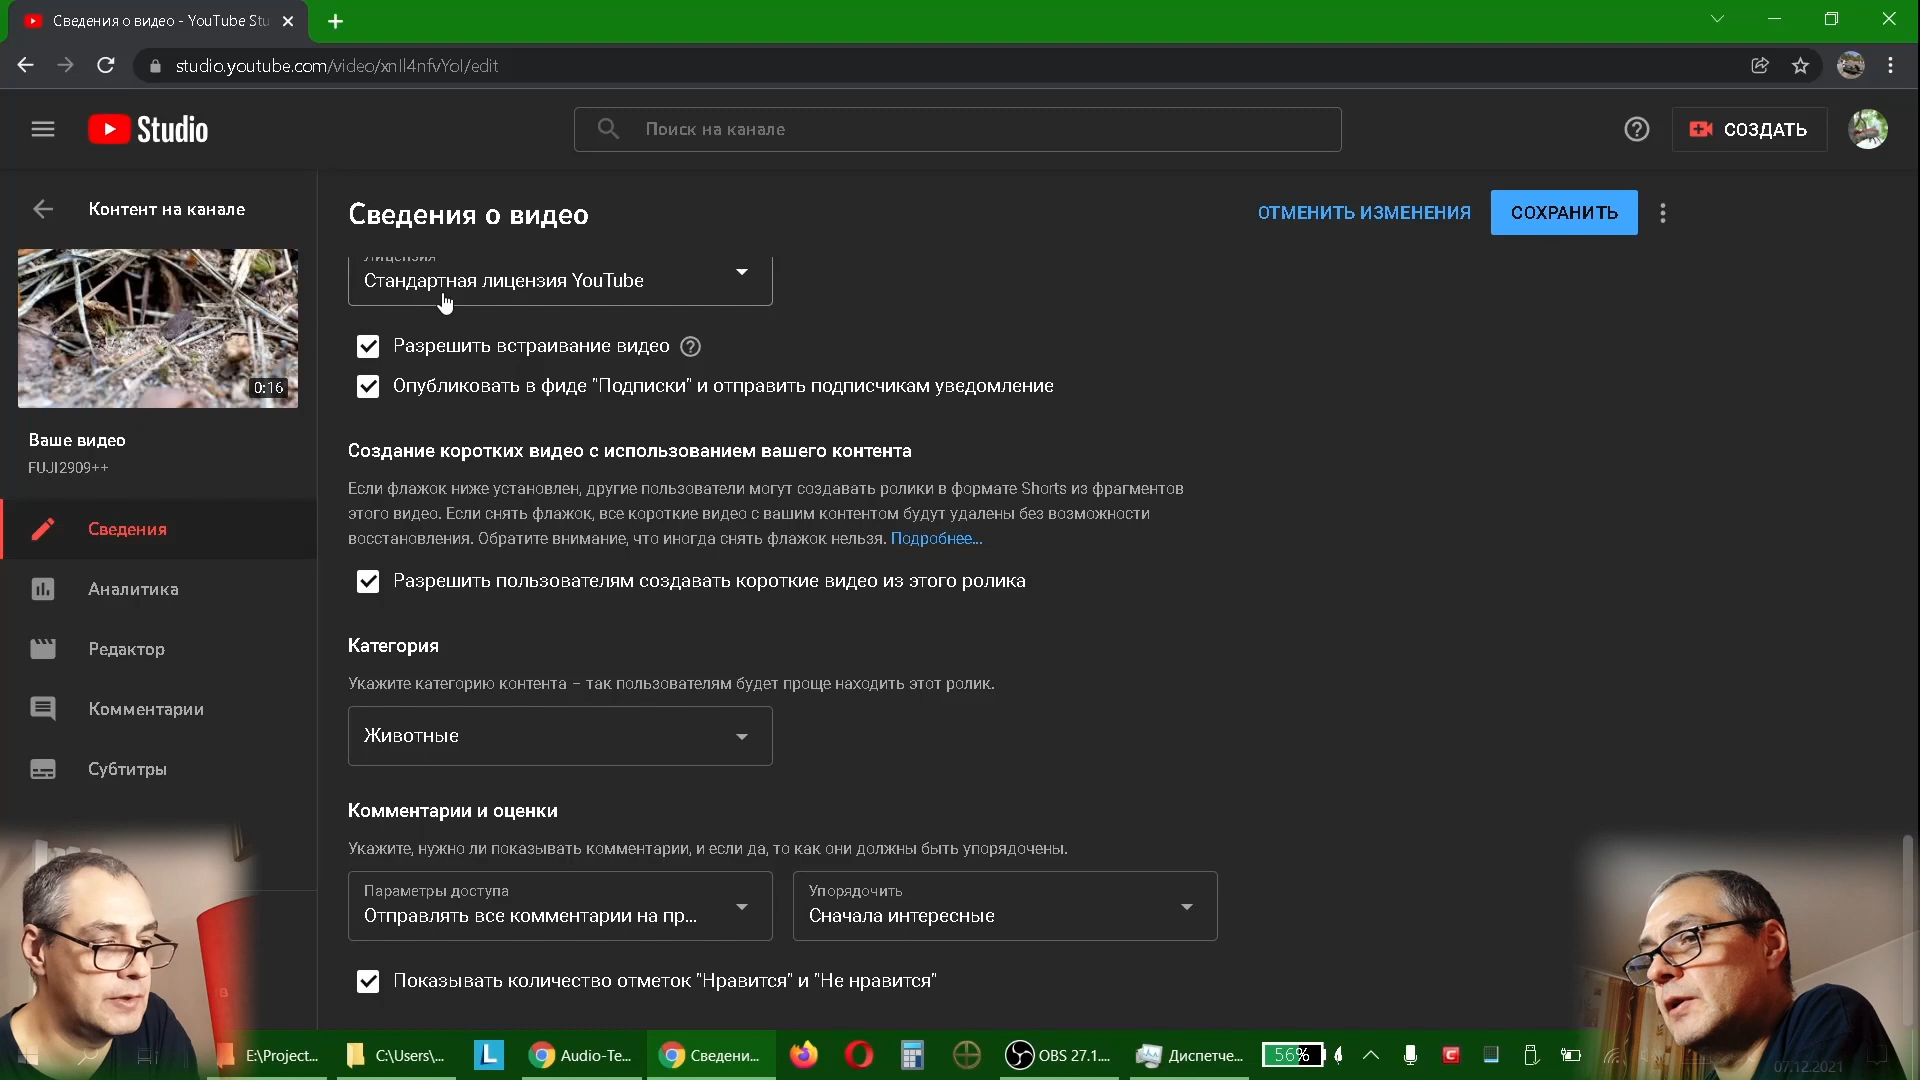 Сведения о видео - YouTube Stu
studio.youtube.com/video/xnII4nfvYoI/edit
Studio
Поиск на канале
СОЗДАТЬ
Контент на канале
0:16
Ваше видео
FUJI2909++
Сведения
Аналитика
Редактор
Комментарии
Субтитры
Сведения о видео
ОТМЕНИТЬ ИЗМЕНЕНИЯ
СОХРАНИТЬ
Лицензия
Стандартная лицензия YouTube
Разрешить встраивание видео
Опубликовать в фиде "Подписки" и отправить подписчикам уведомление
Создание коротких видео с использованием вашего контента
Если флажок ниже установлен, другие пользователи могут создавать ролики в формате Shorts из фрагментов
этого видео. Если снять флажок, все короткие видео с вашим контентом будут удалены без возможности
восстановления. Обратите внимание, что иногда снять флажок нельзя. Подробнее...
Разрешить пользователям создавать короткие видео из этого ролика
Категория
Укажите категорию контента – так пользователям будет проще находить этот ролик.
Животные
Комментарии и оценки
Укажите, нужно ли показывать комментарии, и если да, то как они должны быть упорядочены.
Параметры доступа
Отправлять все комментарии на пр...
Упорядочить
Сначала интересные
Показывать количество отметок "Нравится" и "Не нравится"
E:\Project...
C:\Users\...
L
Audio-Te...
Сведени...
OBS 27.1....
Диспетче...
56%
07.12.2021